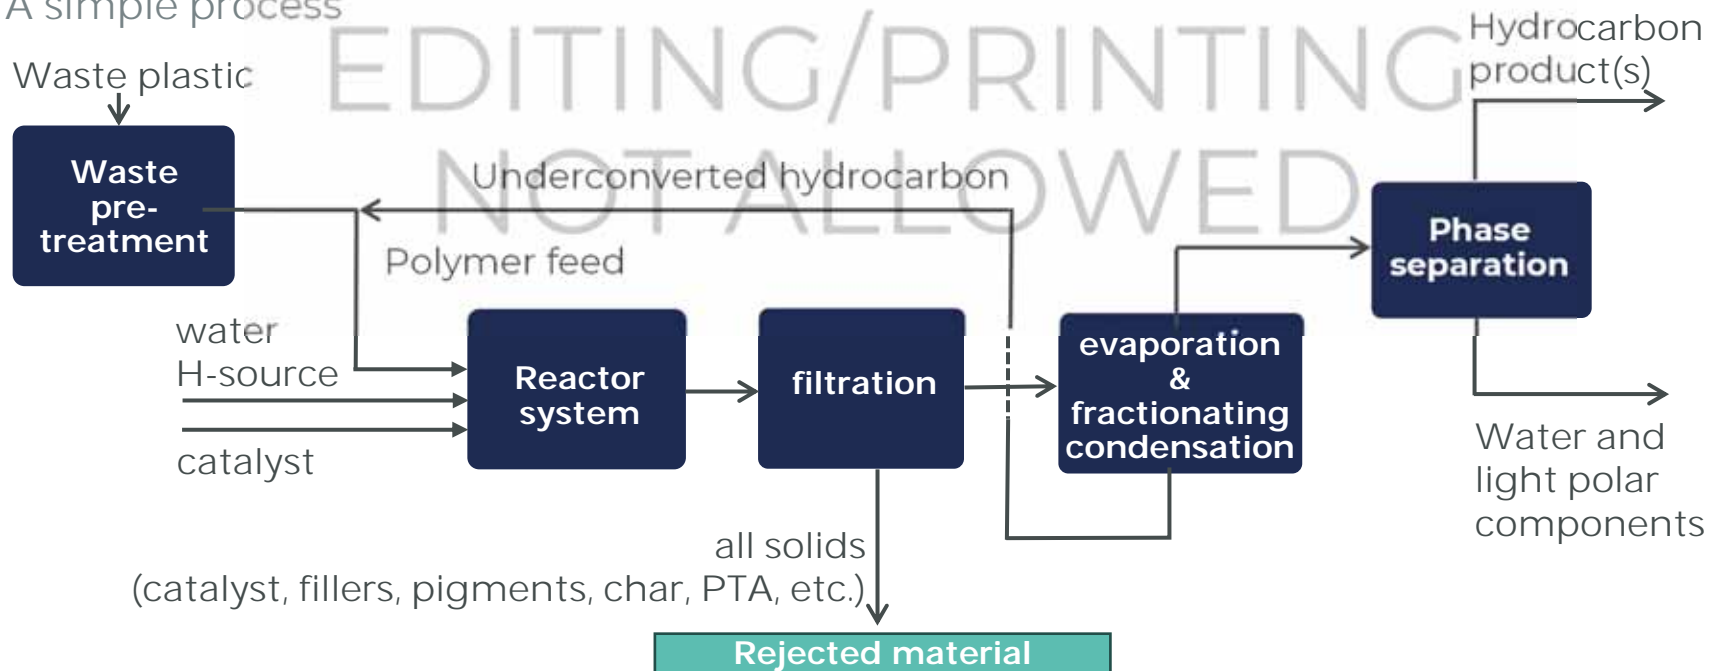 A simple process
EDITING/PRINTING
NOT ALLOWED
Hydrocarbon
product(s)
Waste plastic
Waste
pre-
treatment
Underconverted hydrocarbon
Polymer feed
Phase
separation
water
H-source
catalyst
Reactor
system
filtration
evaporation
&
fractionating
condensation
Water and
light polar
components
all solids
(catalyst, fillers, pigments, char, PTA, etc.)
Rejected material